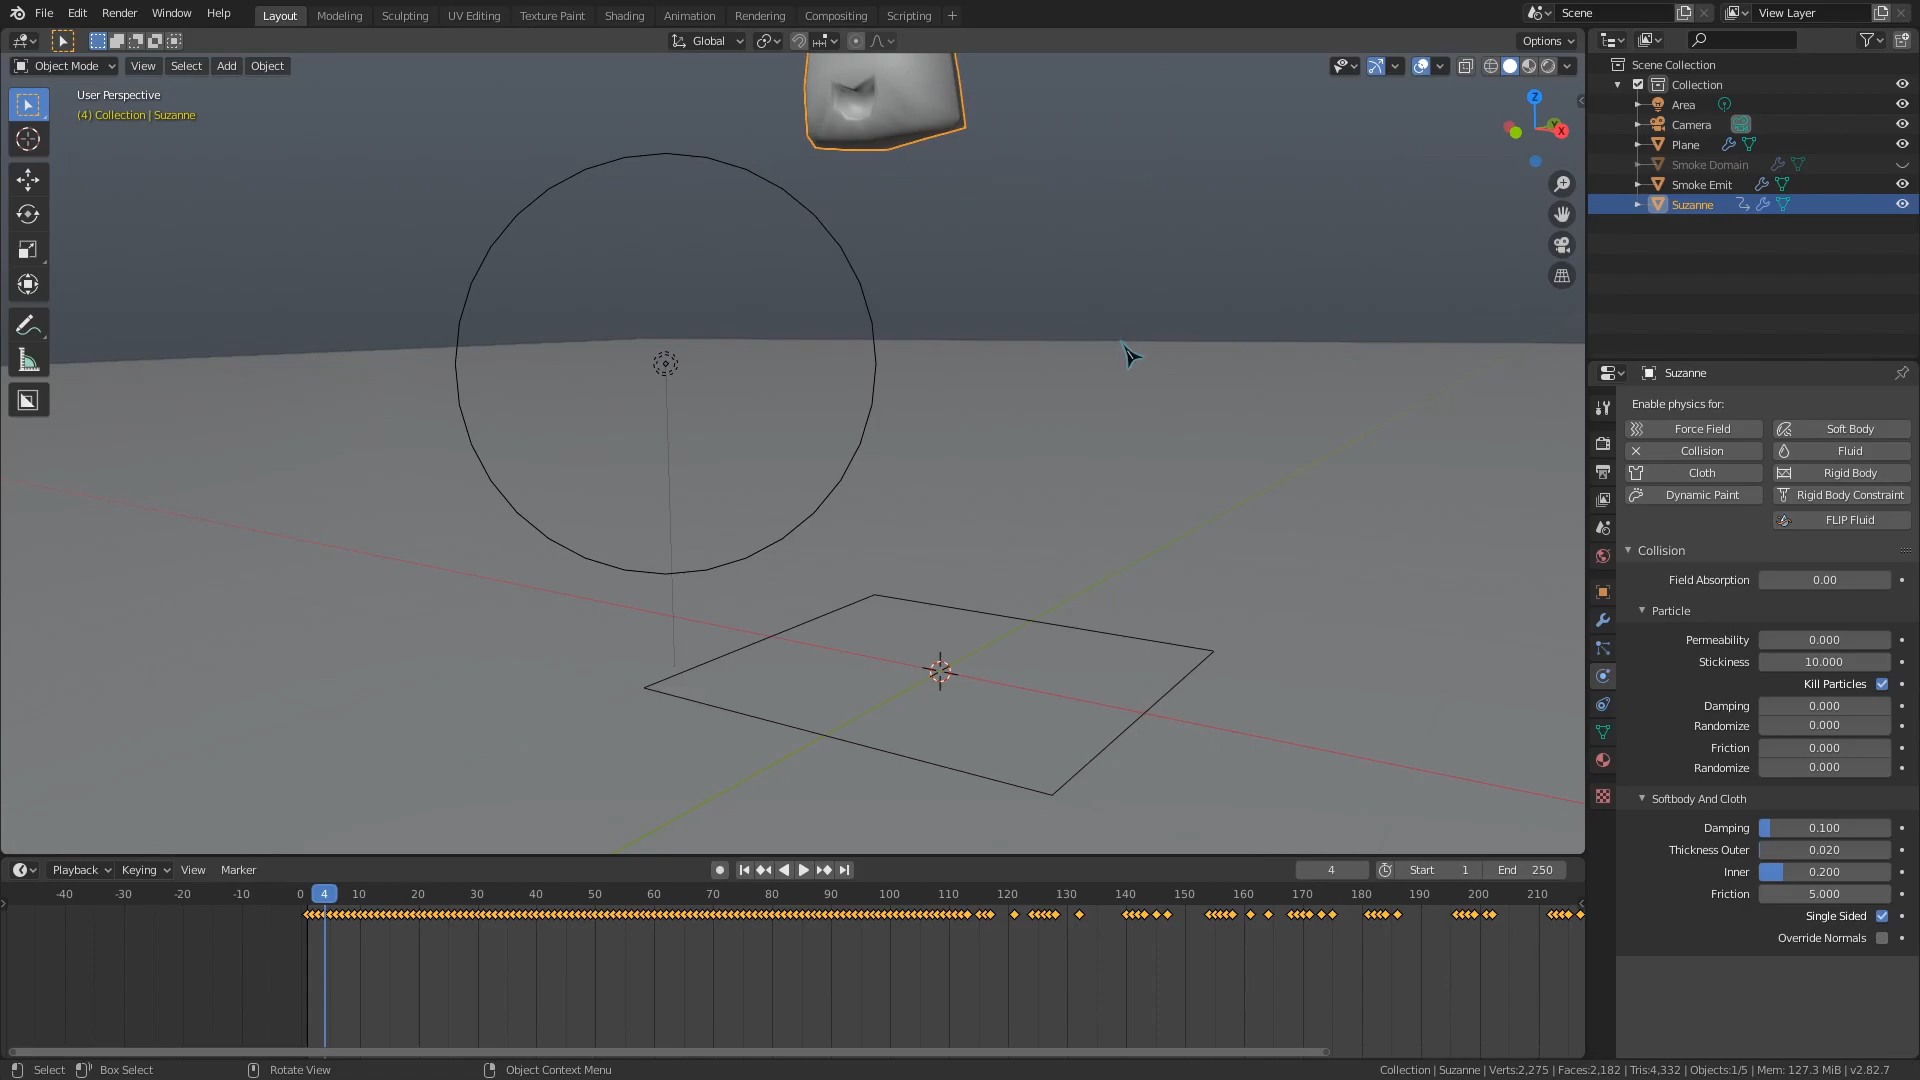 File Edit Render Window Help Layout Modeling Sculpting UV Editing Texture Paint Shading Animation Rendering Compositing Scripting + Scene View Layer
Global Options
Object Mode View Select Add Object
User Perspective
(4) Collection | Suzanne
Z
Y
X
Scene Collection
Collection
Area
Camera
Plane
Smoke Domain
Smoke Emit
Suzanne
Suzanne
Enable physics for:
Force Field Soft Body
Collision Fluid
Cloth Rigid Body
Dynamic Paint Rigid Body Constraint
FLIP Fluid
Collision
Field Absorption 0.00
Particle
Permeability 0.000
Stickiness 10.000
Kill Particles
Damping 0.000
Randomize 0.000
Friction 0.000
Randomize 0.000
Softbody And Cloth
Damping 0.100
Thickness Outer 0.020
Inner 0.200
Friction 5.000
Single Sided
Override Normals
Playback Keying View Marker 4 Start 1 End 250
-40 -30 -20 -10 0 4 10 20 30 40 50 60 70 80 90 100 110 120 130 140 150 160 170 180 190 200 210
Select Box Select Rotate View Object Context Menu Collection | Suzanne | Verts:2,275 | Faces:2,182 | Tris:4,332 | Objects:1/5 | Mem: 127.3 MiB | v2.82.7